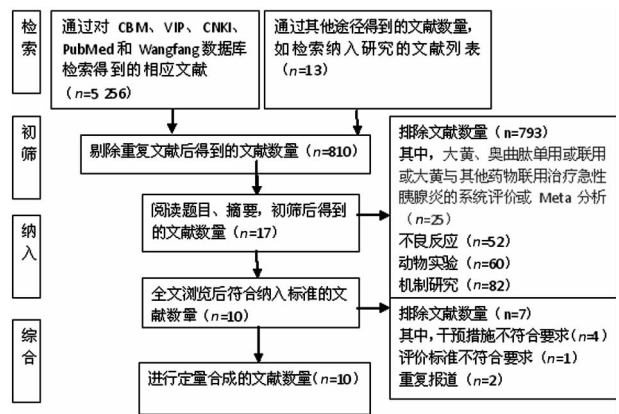 检
索
通过对 CBM、VIP、CNKI、
PubMed 和 Wangfang 数据库
检索得到的相应文献
(n=5 256)
通过其他途径得到的文献数量,
如检索纳入研究的文献列表
(n=13)
初
筛
剔除重复文献后得到的文献数量(n=810)
排除文献数量(n=793)
其中,大黄、奥曲肽单用或联用
或大黄与其他药物联用治疗急性
胰腺炎的系统评价或 Meta 分析
(n=25)
不良反应(n=52)
动物实验(n=60)
机制研究(n=82)
阅读题目、摘要,初筛后得到
的文献数量(n=17)
纳
入
全文浏览后符合纳入标准的文
献数量(n=10)
排除文献数量(n=7)
其中,干预措施不符合要求(n=4)
评价标准不符合要求(n=1)
重复报道(n=2)
综
合
进行定量合成的文献数量(n=10)